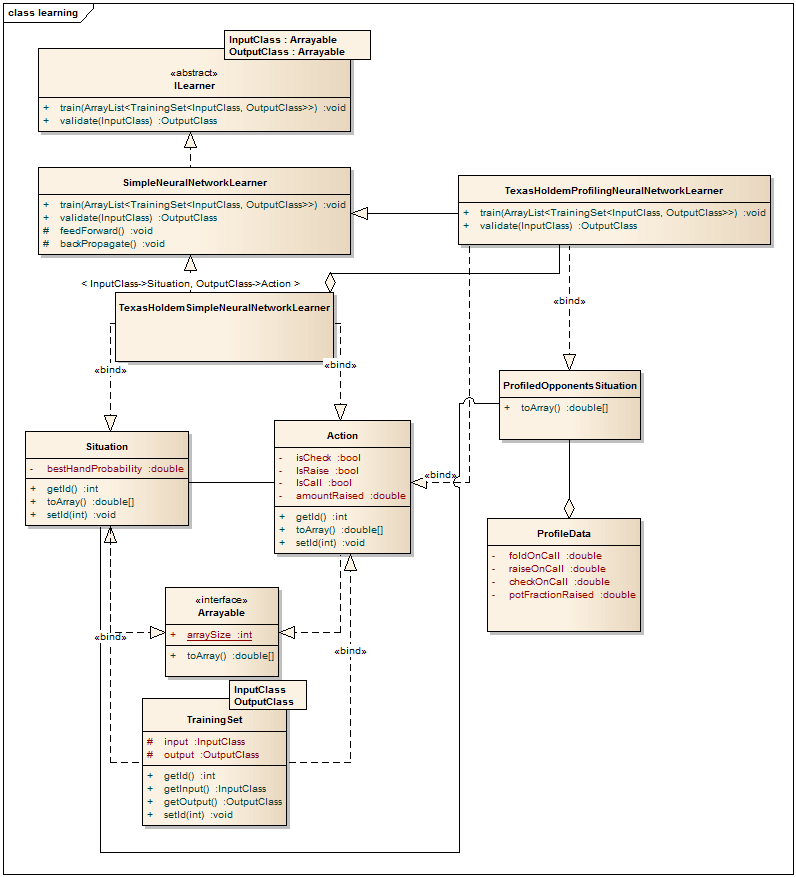 class learning
InputClass : Arrayable
OutputClass : Arrayable
«abstract»
ILearner
+ train(ArrayList<TrainingSet<InputClass, OutputClass>>) :void
+ validate(InputClass) :OutputClass
SimpleNeuralNetworkLearner
+ train(ArrayList<TrainingSet<InputClass, OutputClass>>) :void
+ validate(InputClass) :OutputClass
# feedForward() :void
# backPropagate() :void
TexasHoldemProfilingNeuralNetworkLearner
+ train(ArrayList<TrainingSet<InputClass, OutputClass>>) :void
+ validate(InputClass) :OutputClass
< InputClass->Situation, OutputClass->Action >
TexasHoldemSimpleNeuralNetworkLearner
«bind»
«bind»
«bind»
ProfiledOpponentsSituation
+ toArray() :double[]
Situation
- bestHandProbability :double
+ getId() :int
+ toArray() :double[]
+ setId(int) :void
Action
- isCheck :bool
- IsRaise :bool
- IsCall :bool
- amountRaised :double
+ getId() :int
+ toArray() :double[]
+ setId(int) :void
«bind»
ProfileData
- foldOnCall :double
- raiseOnCall :double
- checkOnCall :double
- potFractionRaised :double
«interface»
Arrayable
+ arraySize :int
+ toArray() :double[]
«bind»
«bind»
InputClass
OutputClass
TrainingSet
# input :InputClass
# output :OutputClass
+ getId() :int
+ getInput() :InputClass
+ getOutput() :OutputClass
+ setId(int) :void